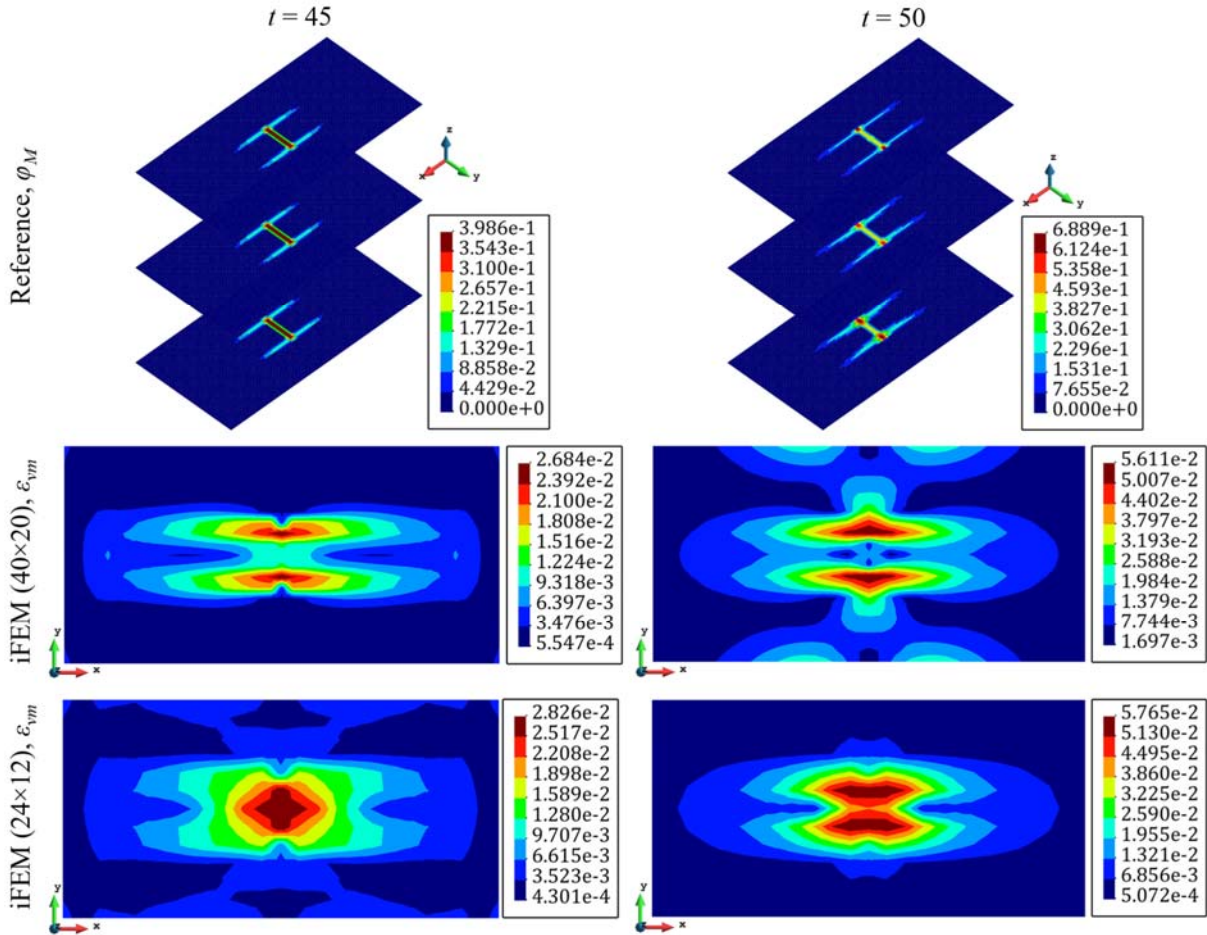 t = 45
t = 50
Reference, φ_M
z
x
y
3.986e-1
3.543e-1
3.100e-1
2.657e-1
2.215e-1
1.772e-1
1.329e-1
8.858e-2
4.429e-2
0.000e+0
z
x
y
6.889e-1
6.124e-1
5.358e-1
4.593e-1
3.827e-1
3.062e-1
2.296e-1
1.531e-1
7.655e-2
0.000e+0
iFEM (40×20), ε_vm
y
x
2.684e-2
2.392e-2
2.100e-2
1.808e-2
1.516e-2
1.224e-2
9.318e-3
6.397e-3
3.476e-3
5.547e-4
y
x
5.611e-2
5.007e-2
4.402e-2
3.797e-2
3.193e-2
2.588e-2
1.984e-2
1.379e-2
7.744e-3
1.697e-3
iFEM (24×12), ε_vm
y
x
2.826e-2
2.517e-2
2.208e-2
1.898e-2
1.589e-2
1.280e-2
9.707e-3
6.615e-3
3.523e-3
4.301e-4
y
x
5.765e-2
5.130e-2
4.495e-2
3.860e-2
3.225e-2
2.590e-2
1.955e-2
1.321e-2
6.856e-3
5.072e-4